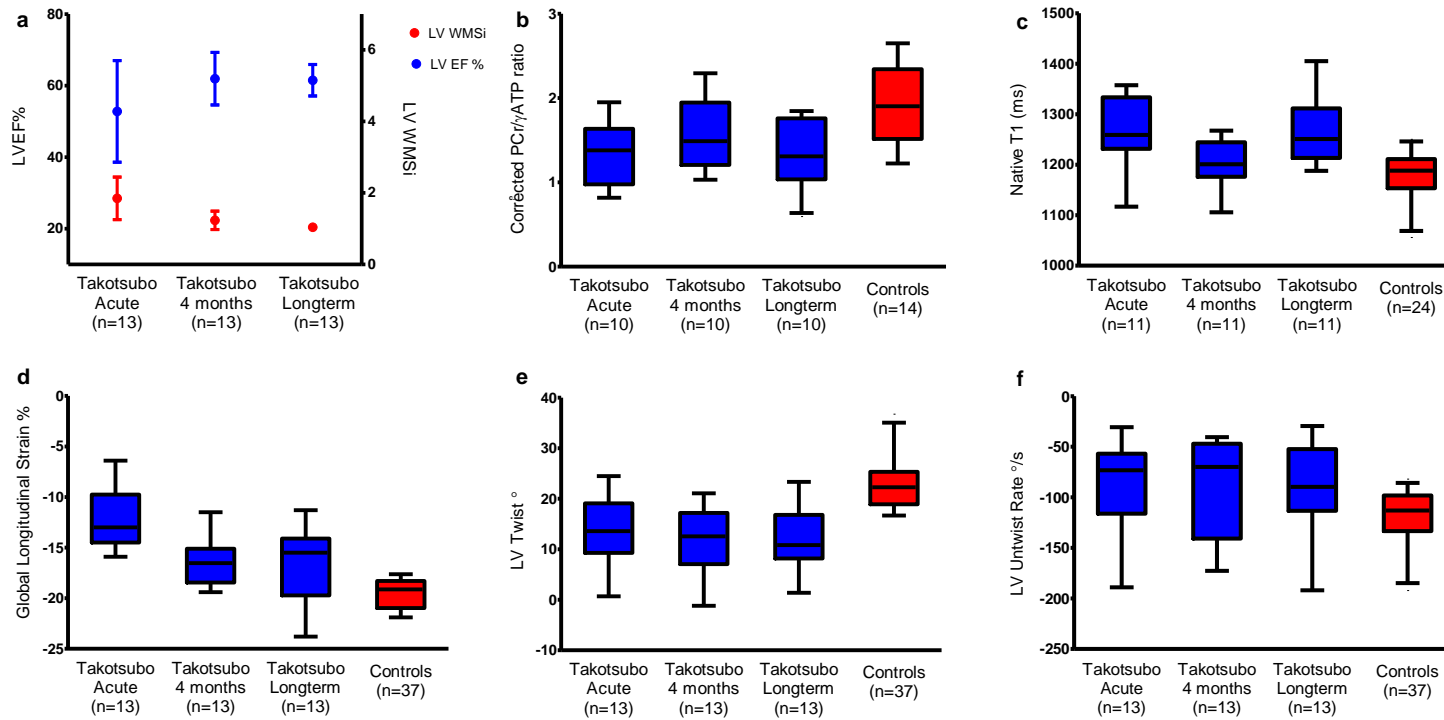 a
80
60
40
20
LVEF%
6
4
2
0
LV WMSi
LV WMSi
LV EF %
Takotsubo
Acute
(n=13)
Takotsubo
4 months
(n=13)
Takotsubo
Longterm
(n=13)
b
3
2
1
0
Corrected PCr/γATP ratio
Takotsubo
Acute
(n=10)
Takotsubo
4 months
(n=10)
Takotsubo
Longterm
(n=10)
Controls
(n=14)
c
1500
1400
1300
1200
1100
1000
Native T1 (ms)
Takotsubo
Acute
(n=11)
Takotsubo
4 months
(n=11)
Takotsubo
Longterm
(n=11)
Controls
(n=24)
d
0
-5
-10
-15
-20
-25
Global Longitudinal Strain %
Takotsubo
Acute
(n=13)
Takotsubo
4 months
(n=13)
Takotsubo
Longterm
(n=13)
Controls
(n=37)
e
40
30
20
10
0
-10
LV Twist °
Takotsubo
Acute
(n=13)
Takotsubo
4 months
(n=13)
Takotsubo
Longterm
(n=13)
Controls
(n=37)
f
0
-50
-100
-150
-200
-250
LV Untwist Rate °/s
Takotsubo
Acute
(n=13)
Takotsubo
4 months
(n=13)
Takotsubo
Longterm
(n=13)
Controls
(n=37)